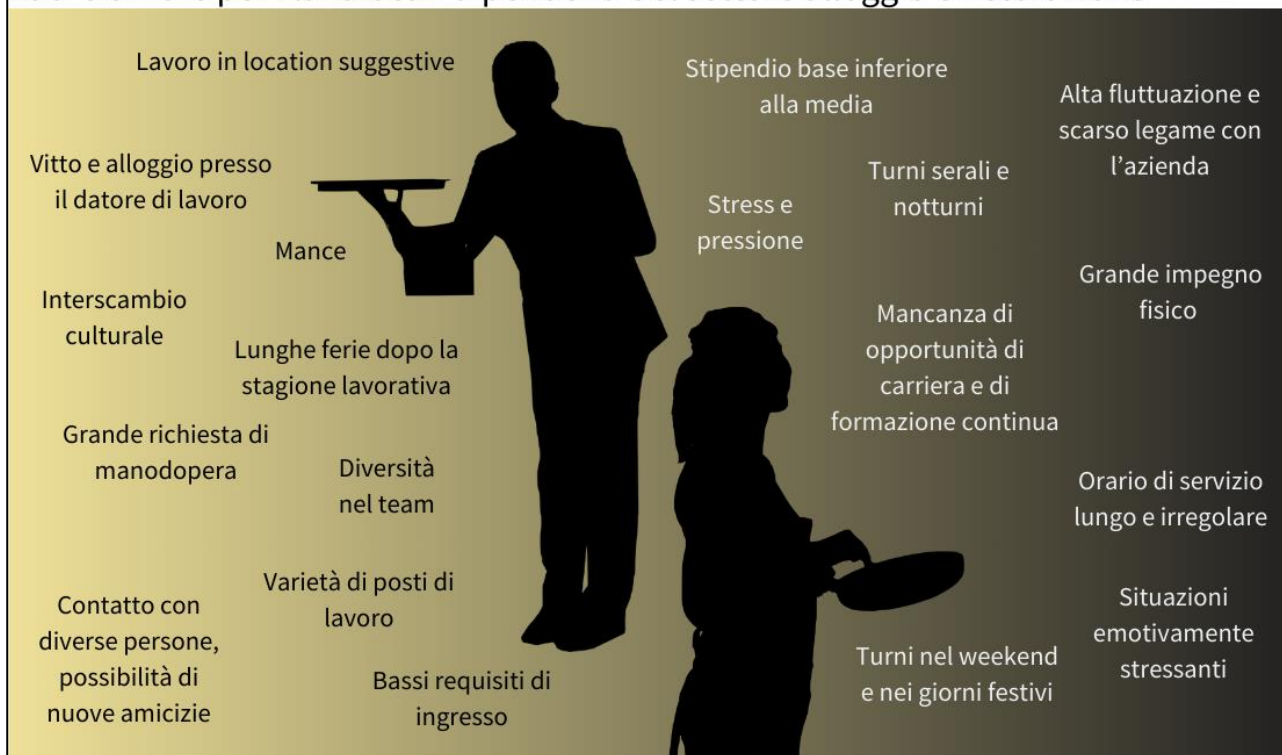 Lavoro in location suggestive
Vitto e alloggio presso
il datore di lavoro
Mance
Interscambio
culturale
Lunghe ferie dopo la
stagione lavorativa
Grande richiesta di
manodopera
Diversità
nel team
Varietà di posti di
lavoro
Contatto con
diverse persone,
possibilità di
nuove amicizie
Bassi requisiti di
ingresso
Stipendio base inferiore
alla media
Alta fluttuazione e
scarso legame con
l'azienda
Turni serali e
notturni
Stress e
pressione
Grande impegno
fisico
Mancanza di
opportunità di
carriera e di
formazione continua
Orario di servizio
lungo e irregolare
Situazioni
emotivamente
stressanti
Turni nel weekend
e nei giorni festivi